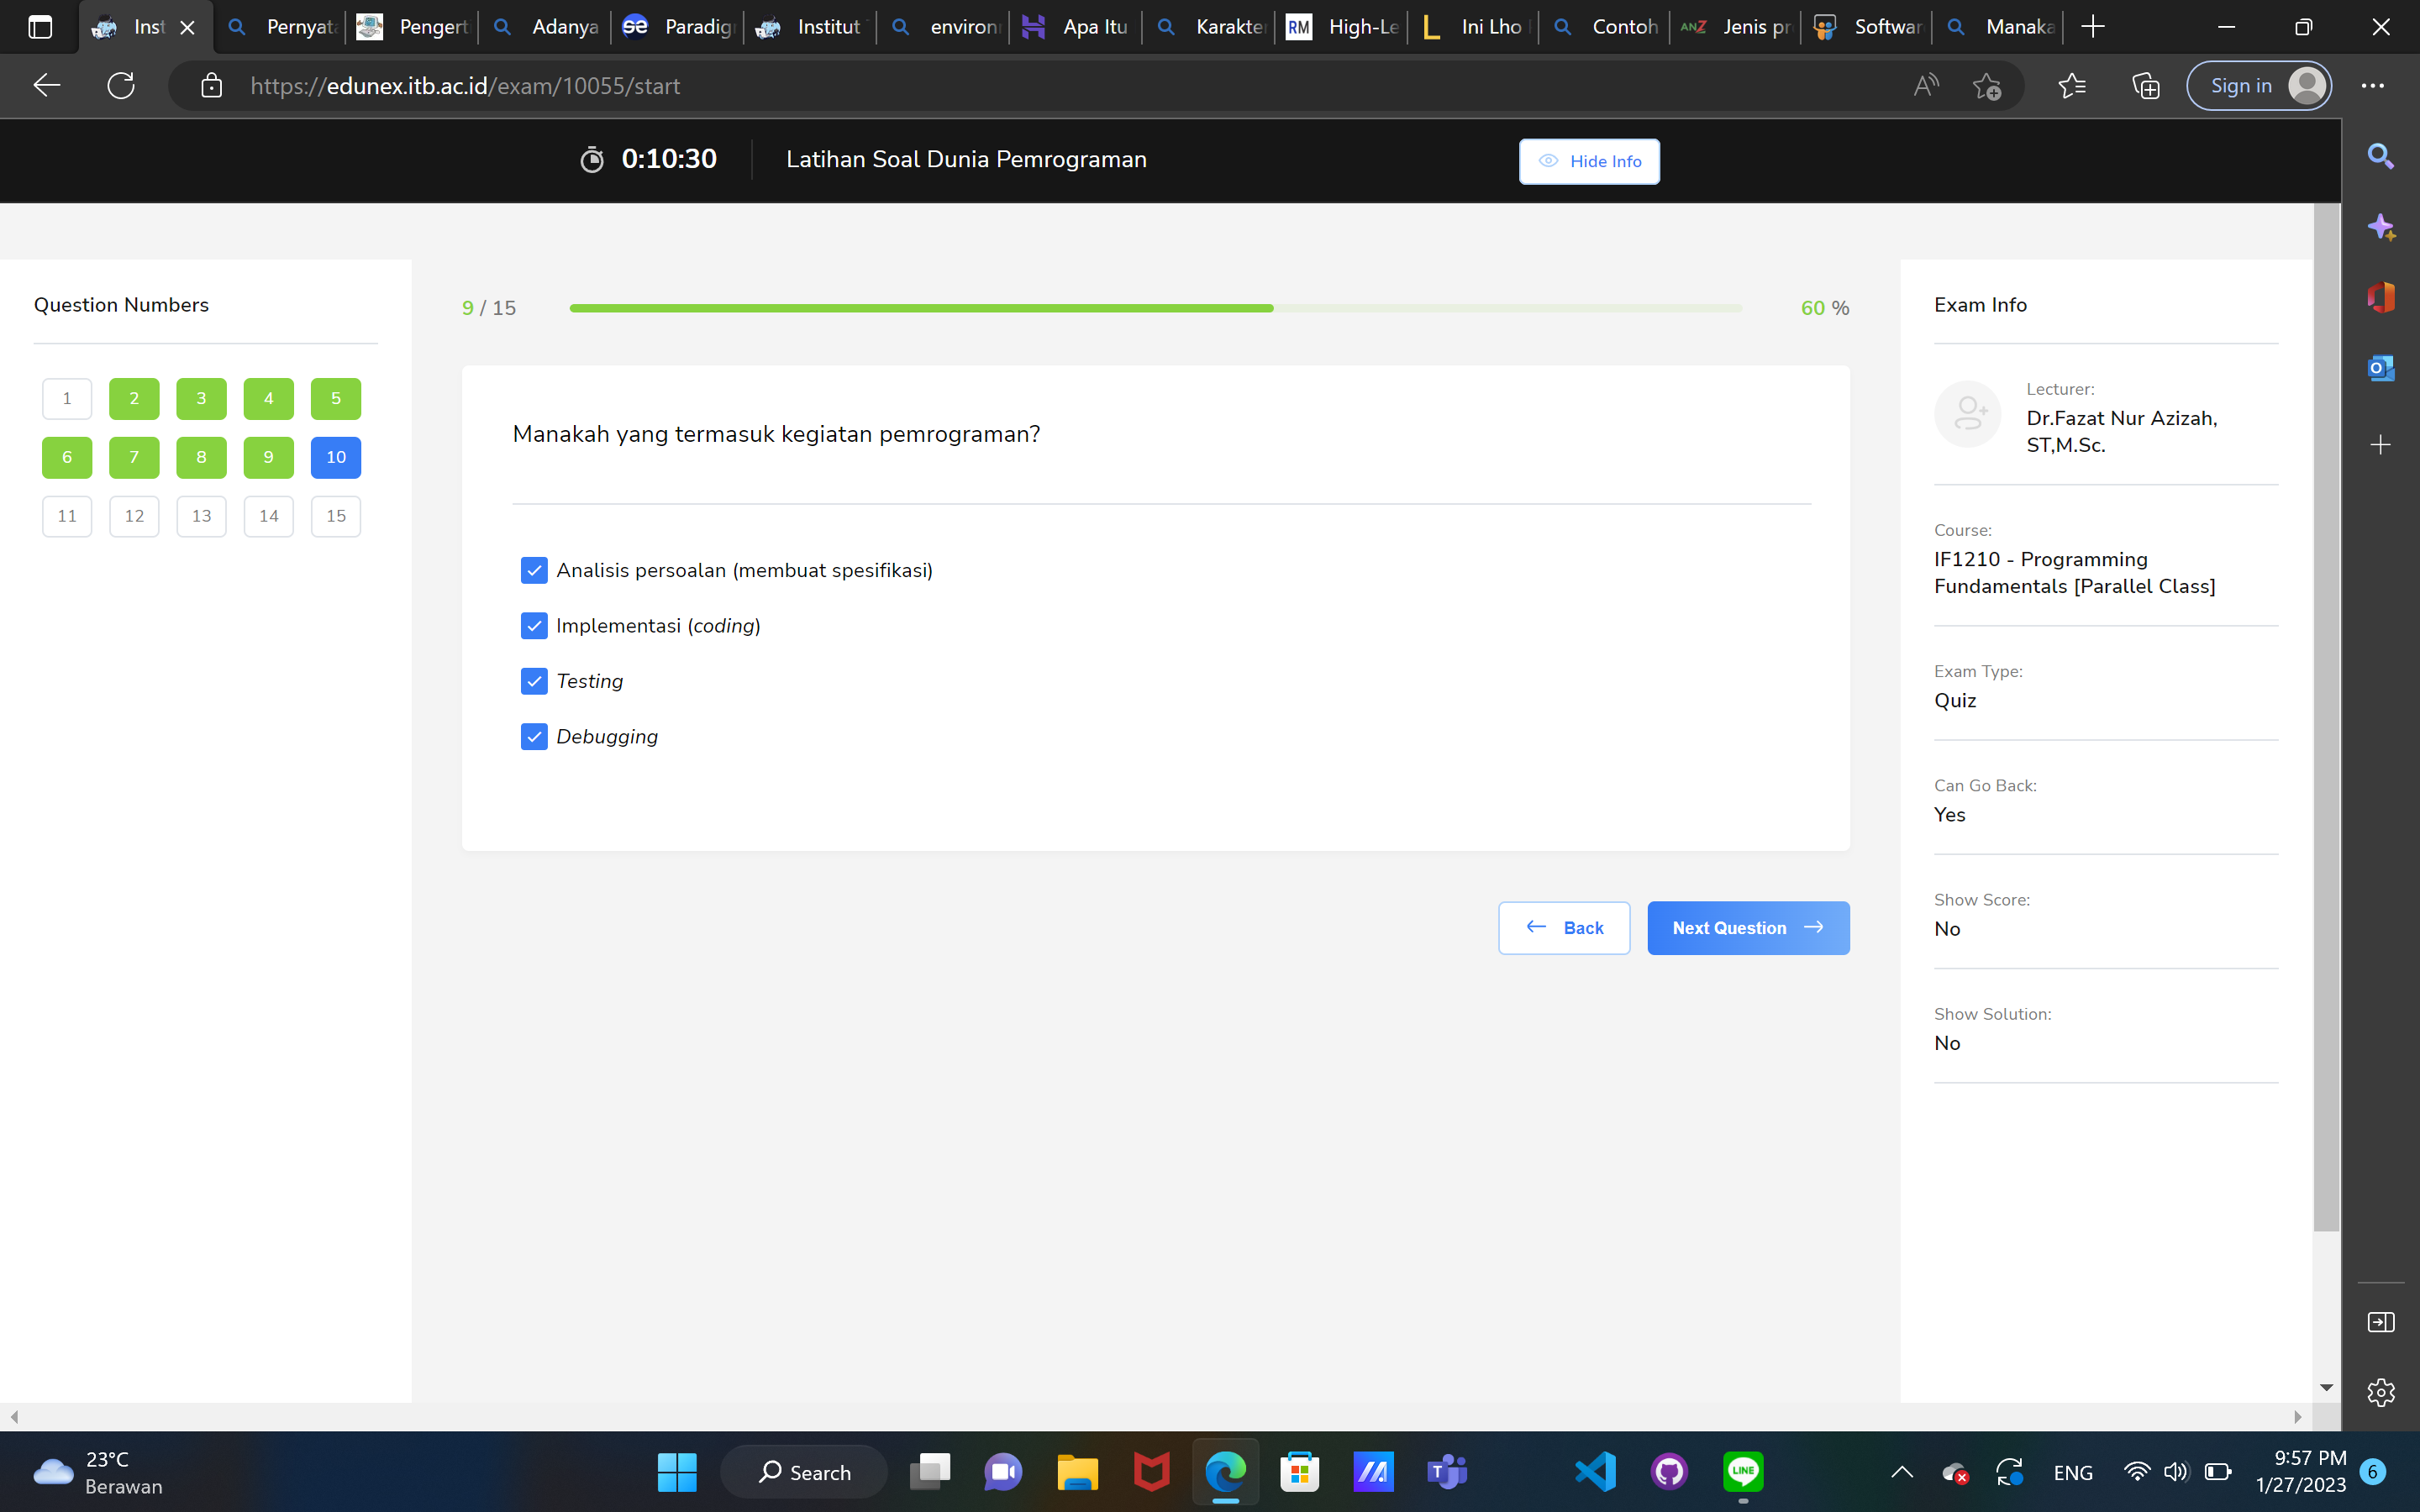 Inst
Pernyat
Pengert
Adanya
Paradig
Institut
environ
Apa Itu
Karakter
RM High-Le
Ini Lho
Contoh
ANZ Jenis pr
Softwar
Manaka
https://edunex.itb.ac.id/exam/10055/start
Sign in
0:10:30
Latihan Soal Dunia Pemrograman
Hide Info
Question Numbers
1 2 3 4 5
6 7 8 9 10
11 12 13 14 15
9 / 15
60 %
Manakah yang termasuk kegiatan pemrograman?
Analisis persoalan (membuat spesifikasi)
Implementasi (coding)
Testing
Debugging
Back
Next Question
Exam Info
Lecturer:
Dr.Fazat Nur Azizah,
ST,M.Sc.
Course:
IF1210 - Programming
Fundamentals [Parallel Class]
Exam Type:
Quiz
Can Go Back:
Yes
Show Score:
No
Show Solution:
No
23°C
Berawan
Search
LINE
ENG
9:57 PM
1/27/2023
6